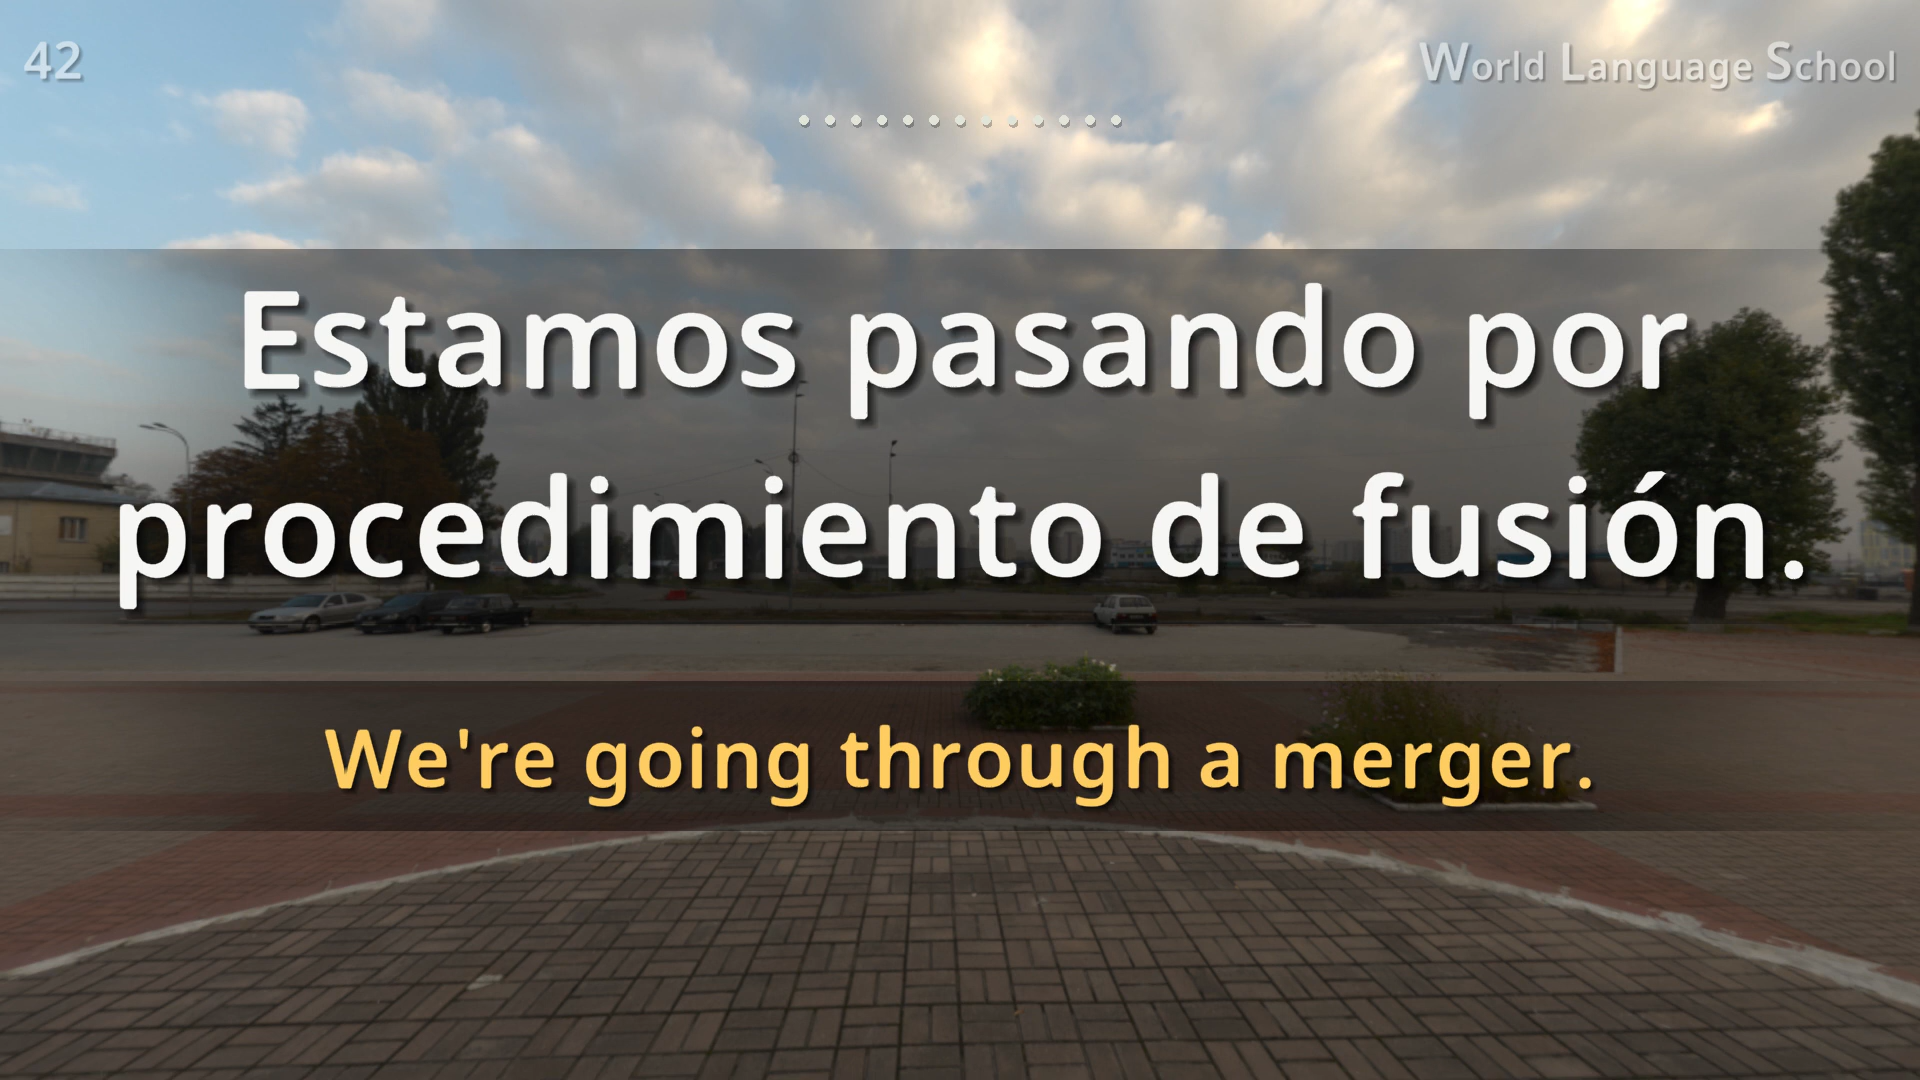 42
World Language School
Estamos pasando por
procedimiento de fusión.
We're going through a merger.